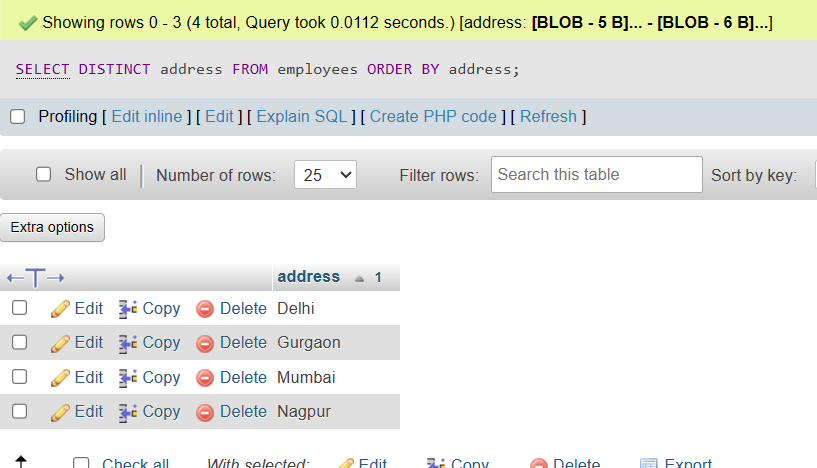 Showing rows 0 - 3 (4 total, Query took 0.0112 seconds.) [address: [BLOB - 5 B]... - [BLOB - 6 B]...]
SELECT DISTINCT address FROM employees ORDER BY address;
Profiling [ Edit inline ] [ Edit ] [ Explain SQL ] [ Create PHP code ] [ Refresh ]
Show all Number of rows: 25 Filter rows: Search this table Sort by key:
Extra options
←T→ address 1
Edit Copy Delete Delhi
Edit Copy Delete Gurgaon
Edit Copy Delete Mumbai
Edit Copy Delete Nagpur
Check all With selected: Edit Copy Delete Export